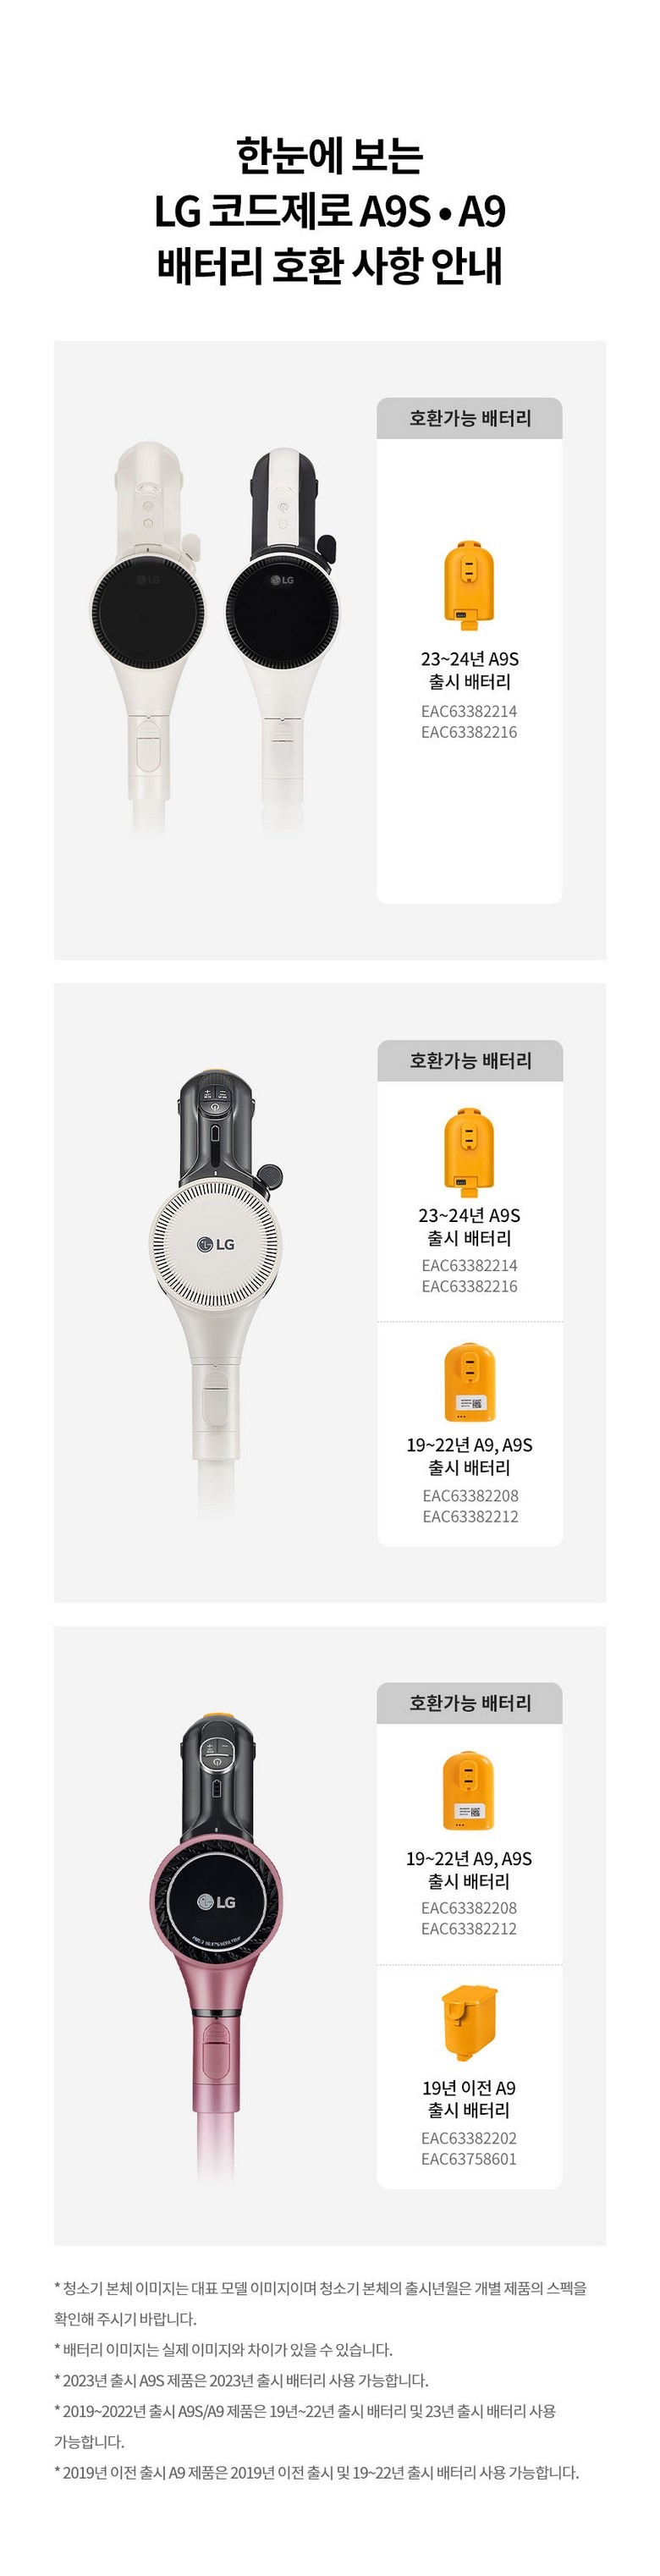 한눈에 보는
LG 코드제로 A9S • A9
배터리 호환 사항 안내
호환가능 배터리
LG
LG
23~24년 A9S
출시 배터리
EAC63382214
EAC63382216
호환가능 배터리
LG
23~24년 A9S
출시 배터리
EAC63382214
EAC63382216
19~22년 A9, A9S
출시 배터리
EAC63382208
EAC63382212
호환가능 배터리
LG
19~22년 A9, A9S
출시 배터리
EAC63382208
EAC63382212
19년 이전 A9
출시 배터리
EAC63382202
EAC63758601
* 청소기 본체 이미지는 대표 모델 이미지이며 청소기 본체의 출시년월은 개별 제품의 스펙을
확인해 주시기 바랍니다.
* 배터리 이미지는 실제 이미지와 차이가 있을 수 있습니다.
* 2023년 출시 A9S 제품은 2023년 출시 배터리 사용 가능합니다.
* 2019~2022년 출시 A9S/A9 제품은 19년~22년 출시 배터리 및 23년 출시 배터리 사용
가능합니다.
* 2019년 이전 출시 A9 제품은 2019년 이전 출시 및 19~22년 출시 배터리 사용 가능합니다.